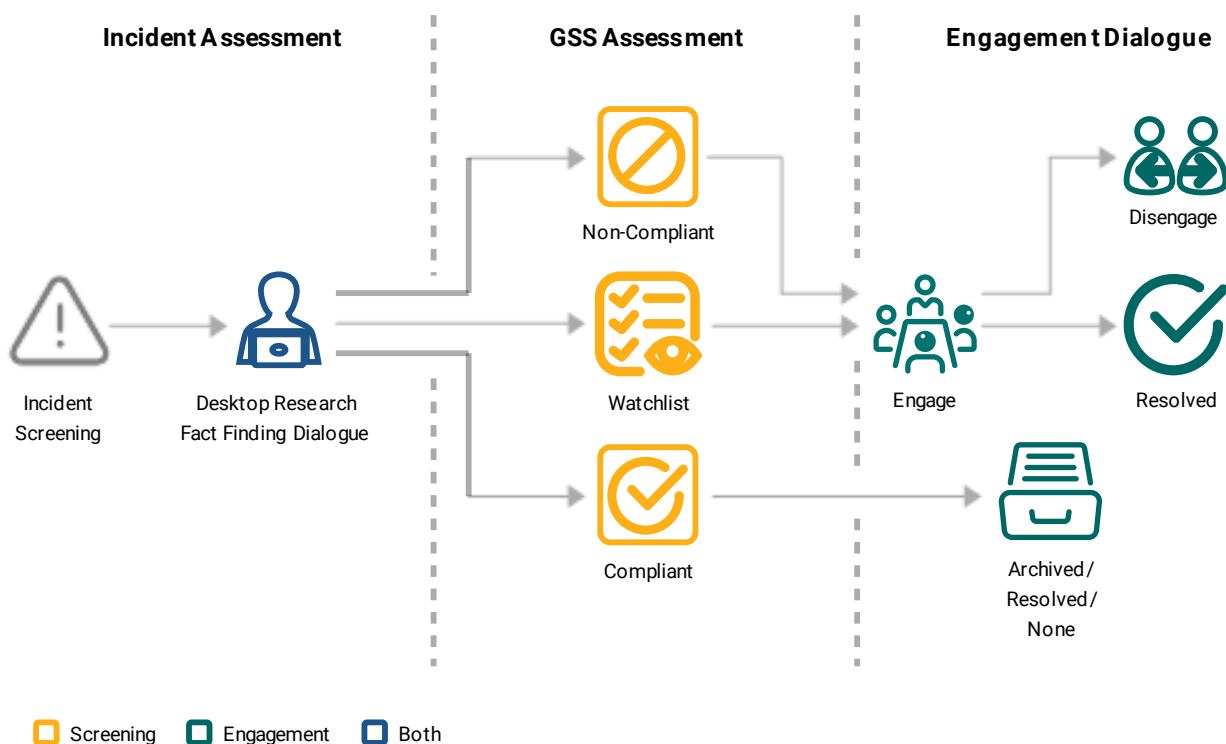 Incident Assessment
GSS Assessment
Engagement Dialogue
Non-Compliant
Disengage
Incident
Screening
Desktop Research
Fact Finding Dialogue
Watchlist
Engage
Resolved
Compliant
Archived/
Resolved/
None
Screening
Engagement
Both